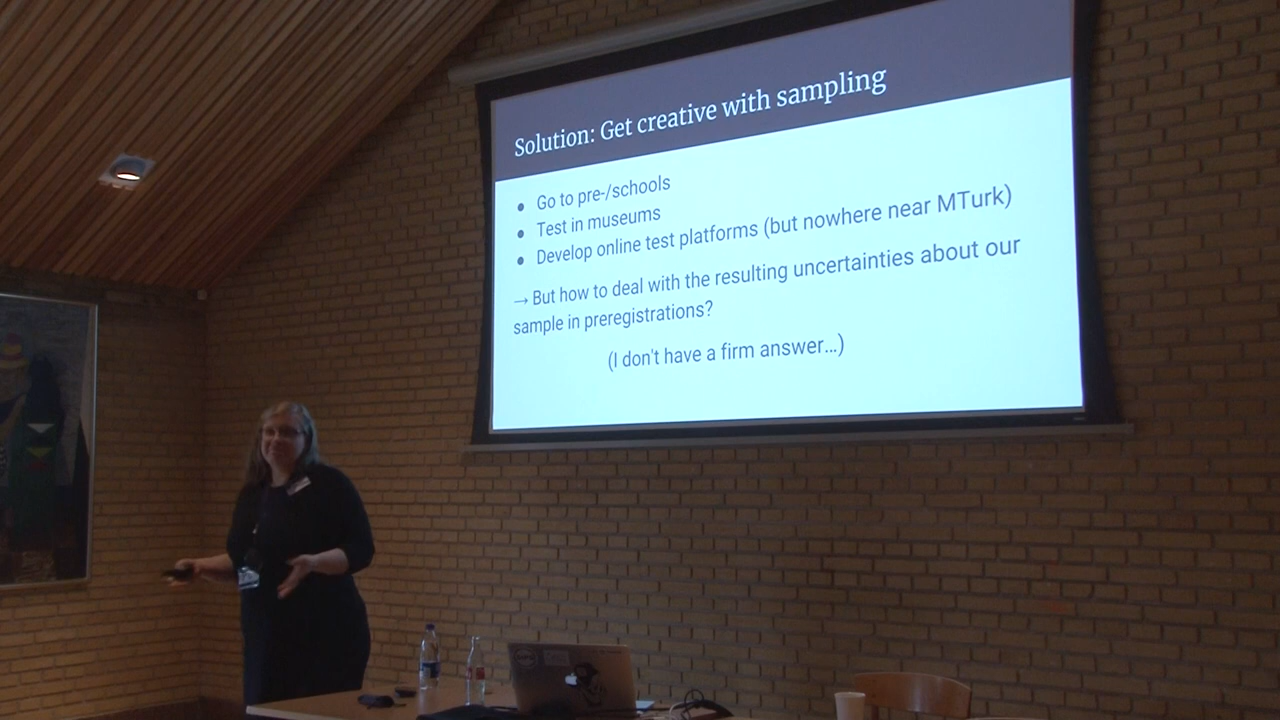 Solution: Get creative with sampling
● Go to pre-/schools
● Test in museums
● Develop online test platforms (but nowhere near MTurk)
→ But how to deal with the resulting uncertainties about our
sample in preregistrations?
(I don't have a firm answer...)